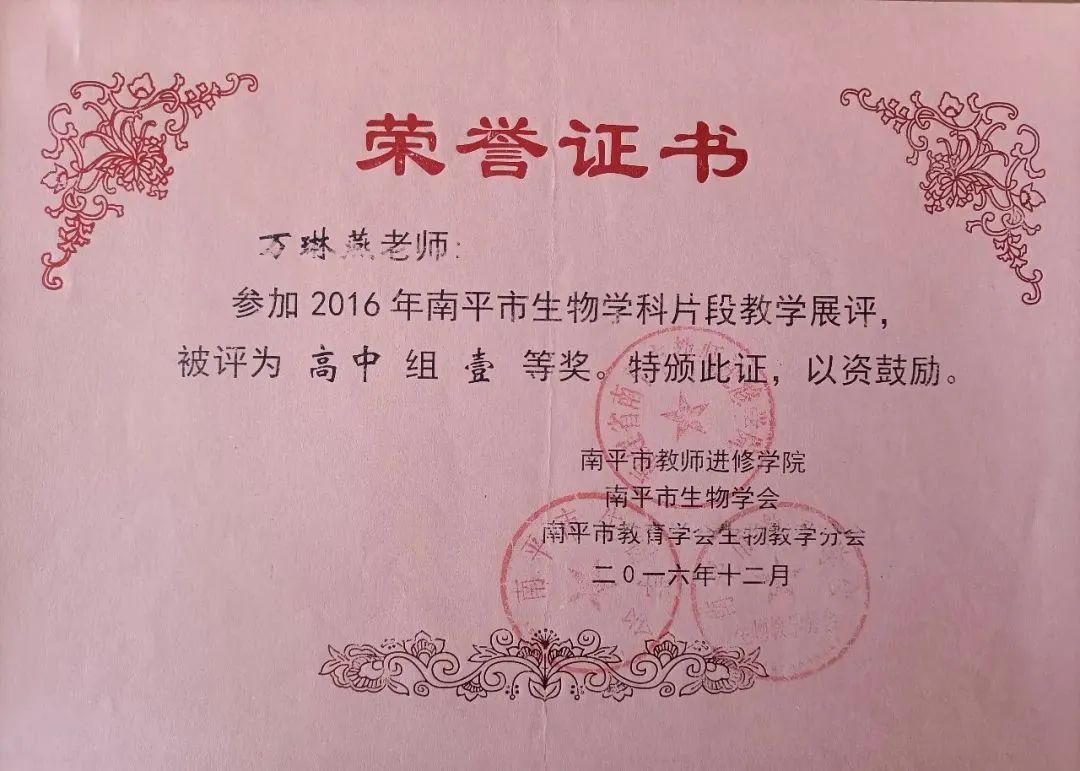 荣誉证书
万琳燕老师:
参加2016年南平市生物学科片段教学展评,
被评为 高中 组 壹 等奖。特颁此证,以资鼓励。
南平市教师进修学院
南平市生物学会
南平市教育学会生物教学分会
二0一六年十二月